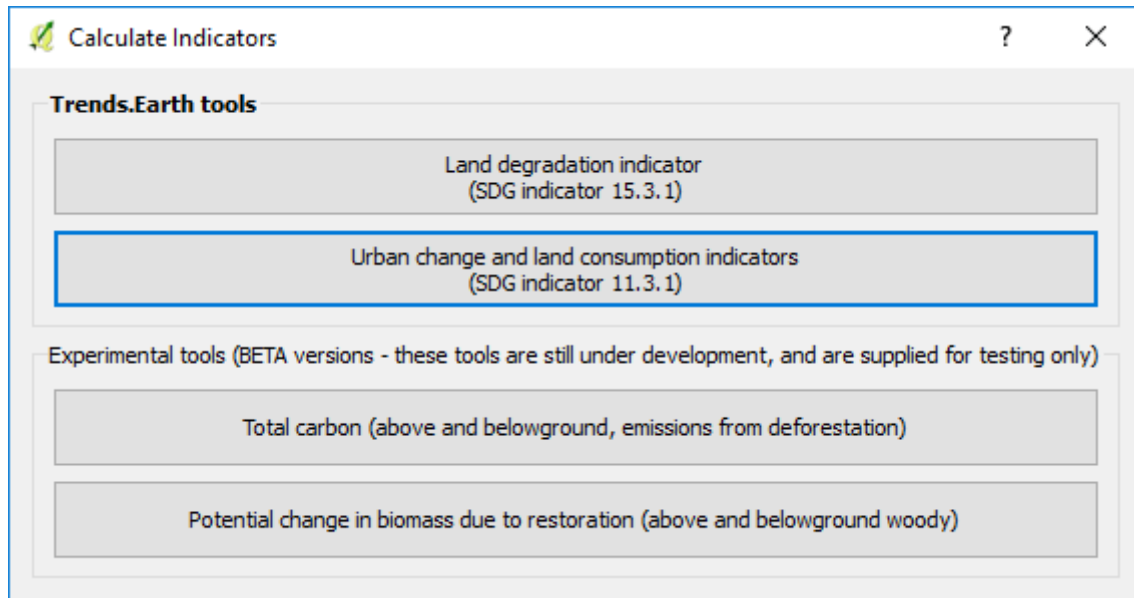 Calculate Indicators
?
Trends.Earth tools
Land degradation indicator
(SDG indicator 15.3.1)
Urban change and land consumption indicators
(SDG indicator 11.3.1)
Experimental tools (BETA versions - these tools are still under development, and are supplied for testing only)
Total carbon (above and belowground, emissions from deforestation)
Potential change in biomass due to restoration (above and belowground woody)